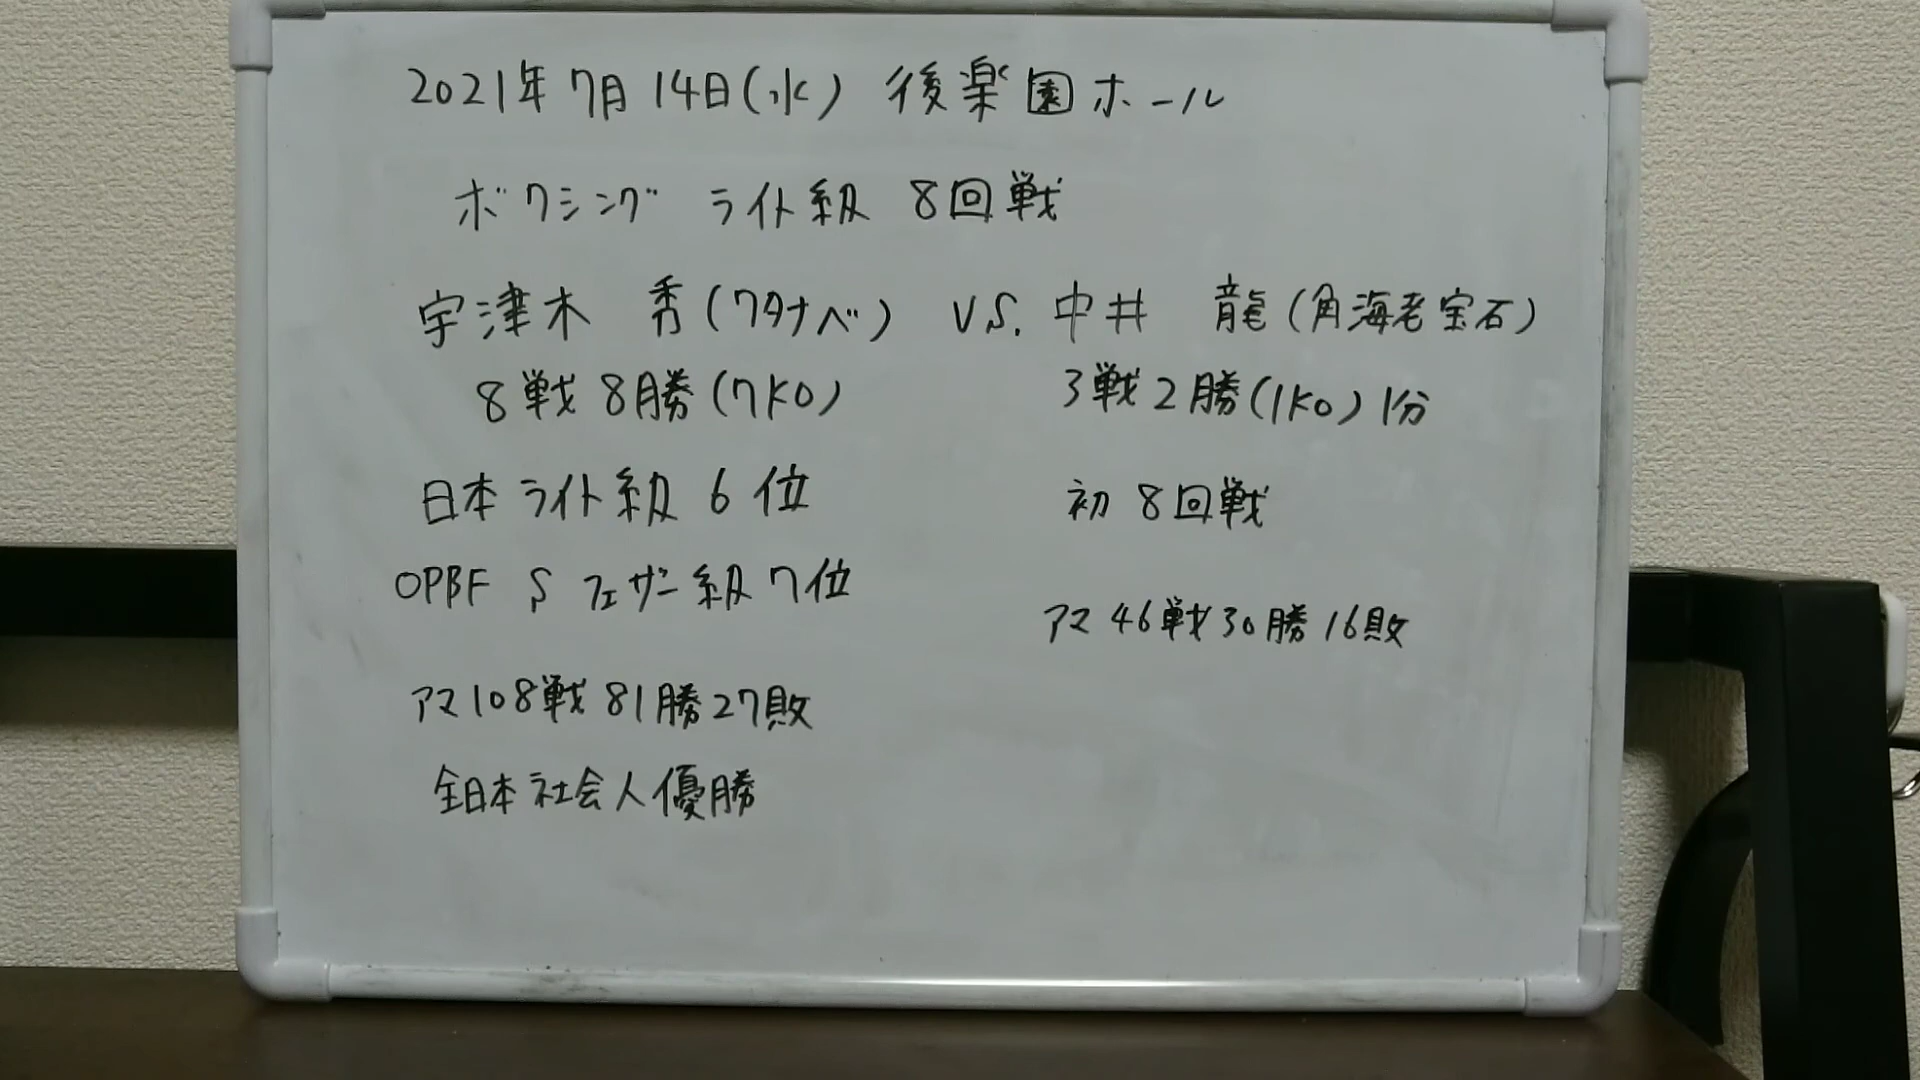 2021年7月14日(水) 後楽園ホール
ボクシング ライト級 8回戦
宇津木 秀(ワタナベ) VS. 中井 龍(角海老宝石)
8戦8勝(7KO) 3戦2勝(1KO)1分
日本ライト級6位 初8回戦
OPBF Sフェザー級7位
アマ46戦30勝16敗
アマ108戦81勝27敗
全日本社会人優勝